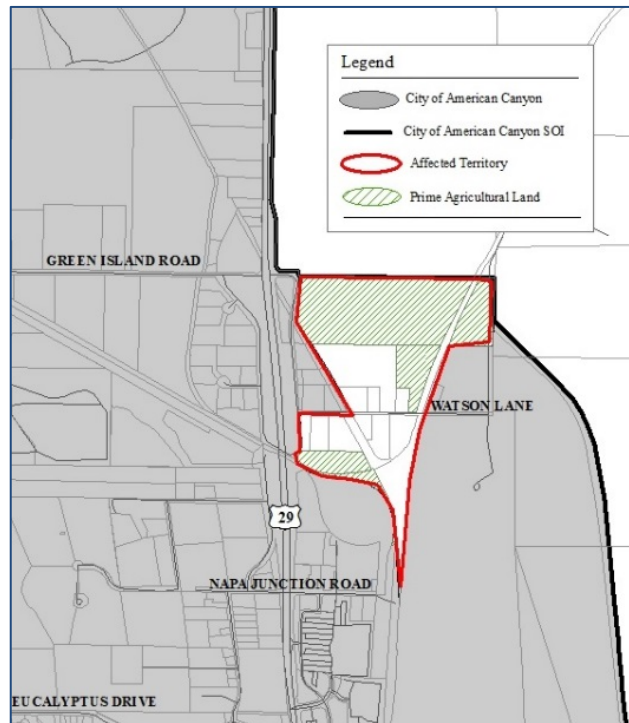 Legend
City of American Canyon
City of American Canyon SOI
Affected Territory
Prime Agricultural Land
GREEN ISLAND ROAD
WATSON LANE
29
NAPA JUNCTION ROAD
EUCALYPTUS DRIVE